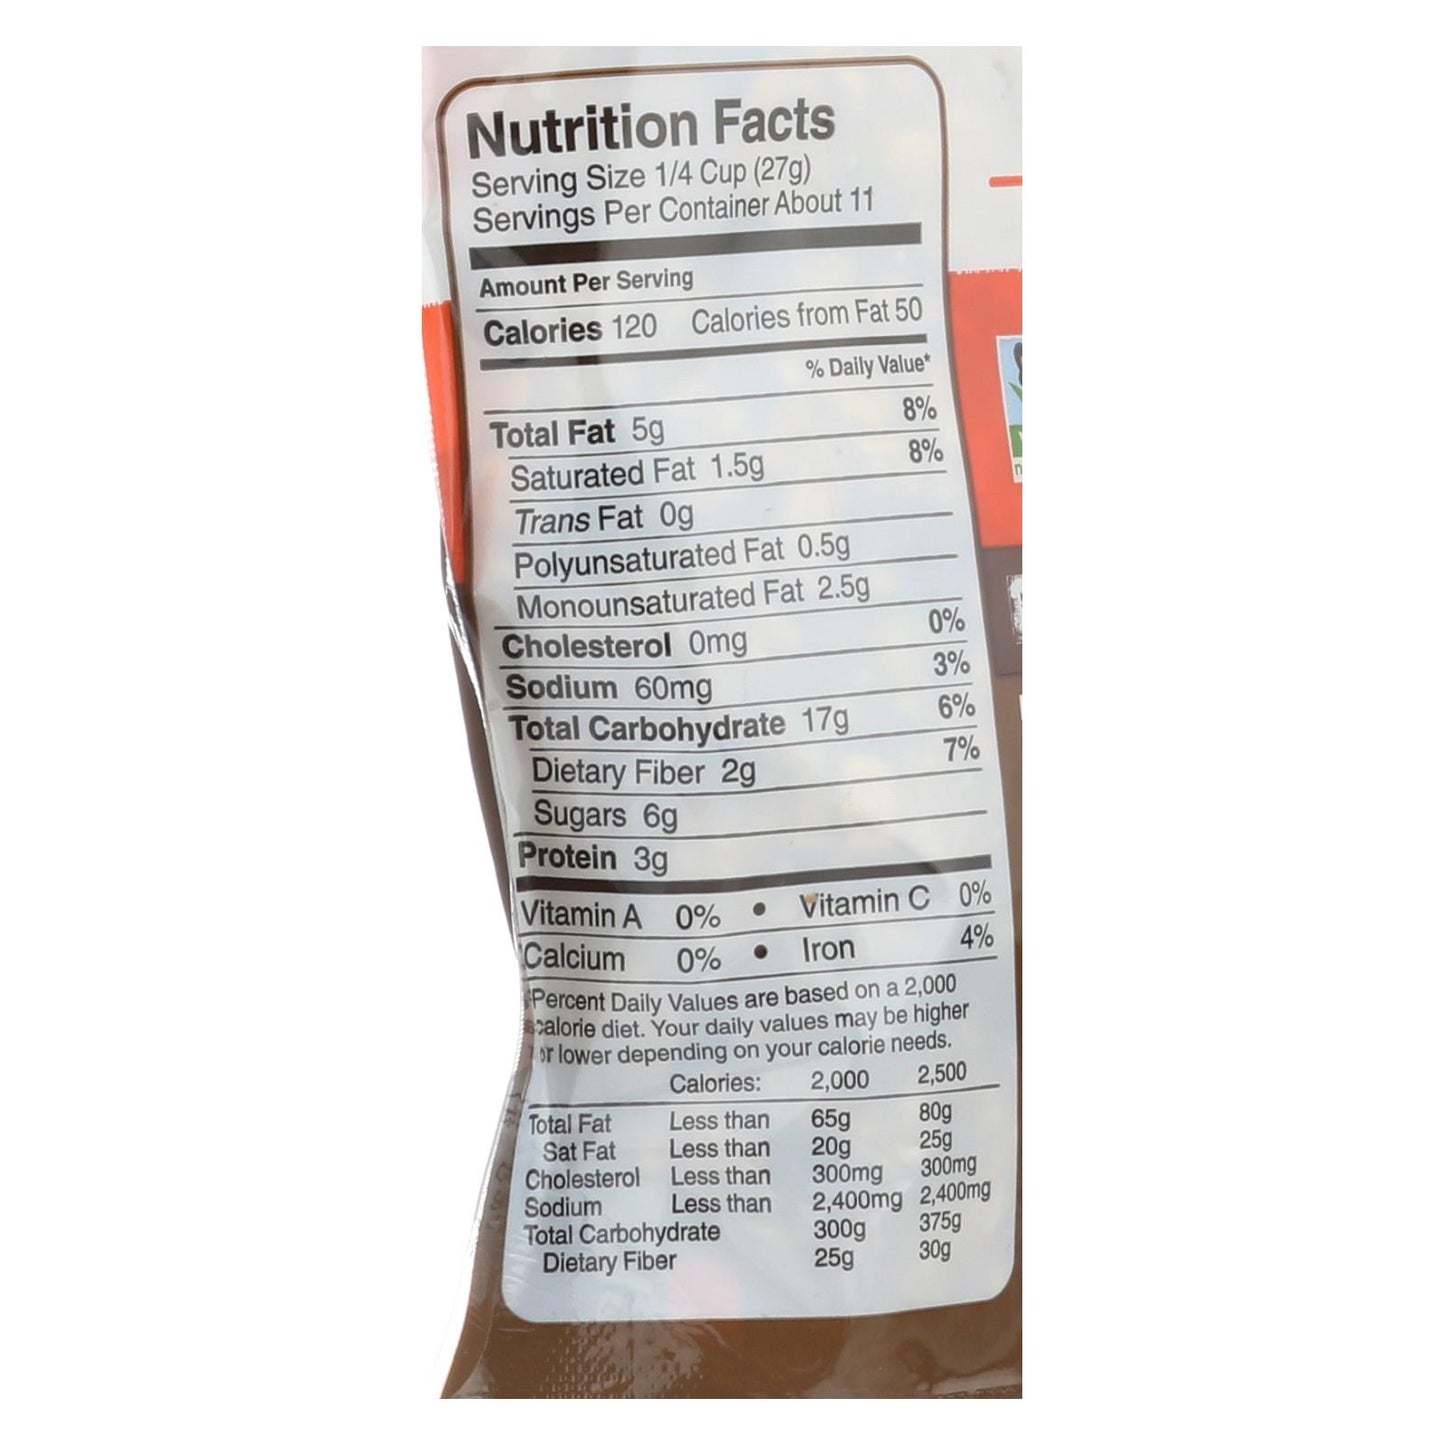 Nutrition Facts
Serving Size 1/4 Cup (27g)
Servings Per Container About 11
Amount Per Serving
Calories 120 Calories from Fat 50
% Daily Value*
Total Fat 5g 8%
Saturated Fat 1.5g 8%
Trans Fat 0g
Polyunsaturated Fat 0.5g
Monounsaturated Fat 2.5g
Cholesterol 0mg 0%
Sodium 60mg 3%
Total Carbohydrate 17g 6%
Dietary Fiber 2g 7%
Sugars 6g
Protein 3g
Vitamin A 0% • Vitamin C 0%
Calcium 0% • Iron 4%
*Percent Daily Values are based on a 2,000
calorie diet. Your daily values may be higher
or lower depending on your calorie needs.
Calories: 2,000 2,500
Total Fat Less than 65g 80g
Sat Fat Less than 20g 25g
Cholesterol Less than 300mg 300mg
Sodium Less than 2,400mg 2,400mg
Total Carbohydrate 300g 375g
Dietary Fiber 25g 30g